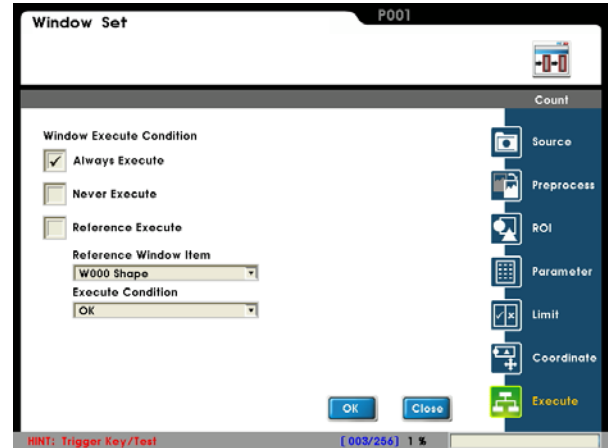 Window Set
P001
Count
Window Execute Condition
Always Execute
Never Execute
Reference Execute
Reference Window Item
W000 Shape
Execute Condition
OK
Source
Preprocess
ROI
Parameter
Limit
Coordinate
Execute
OK
Close
HINT: Trigger Key/Test
[003/256] 1 %